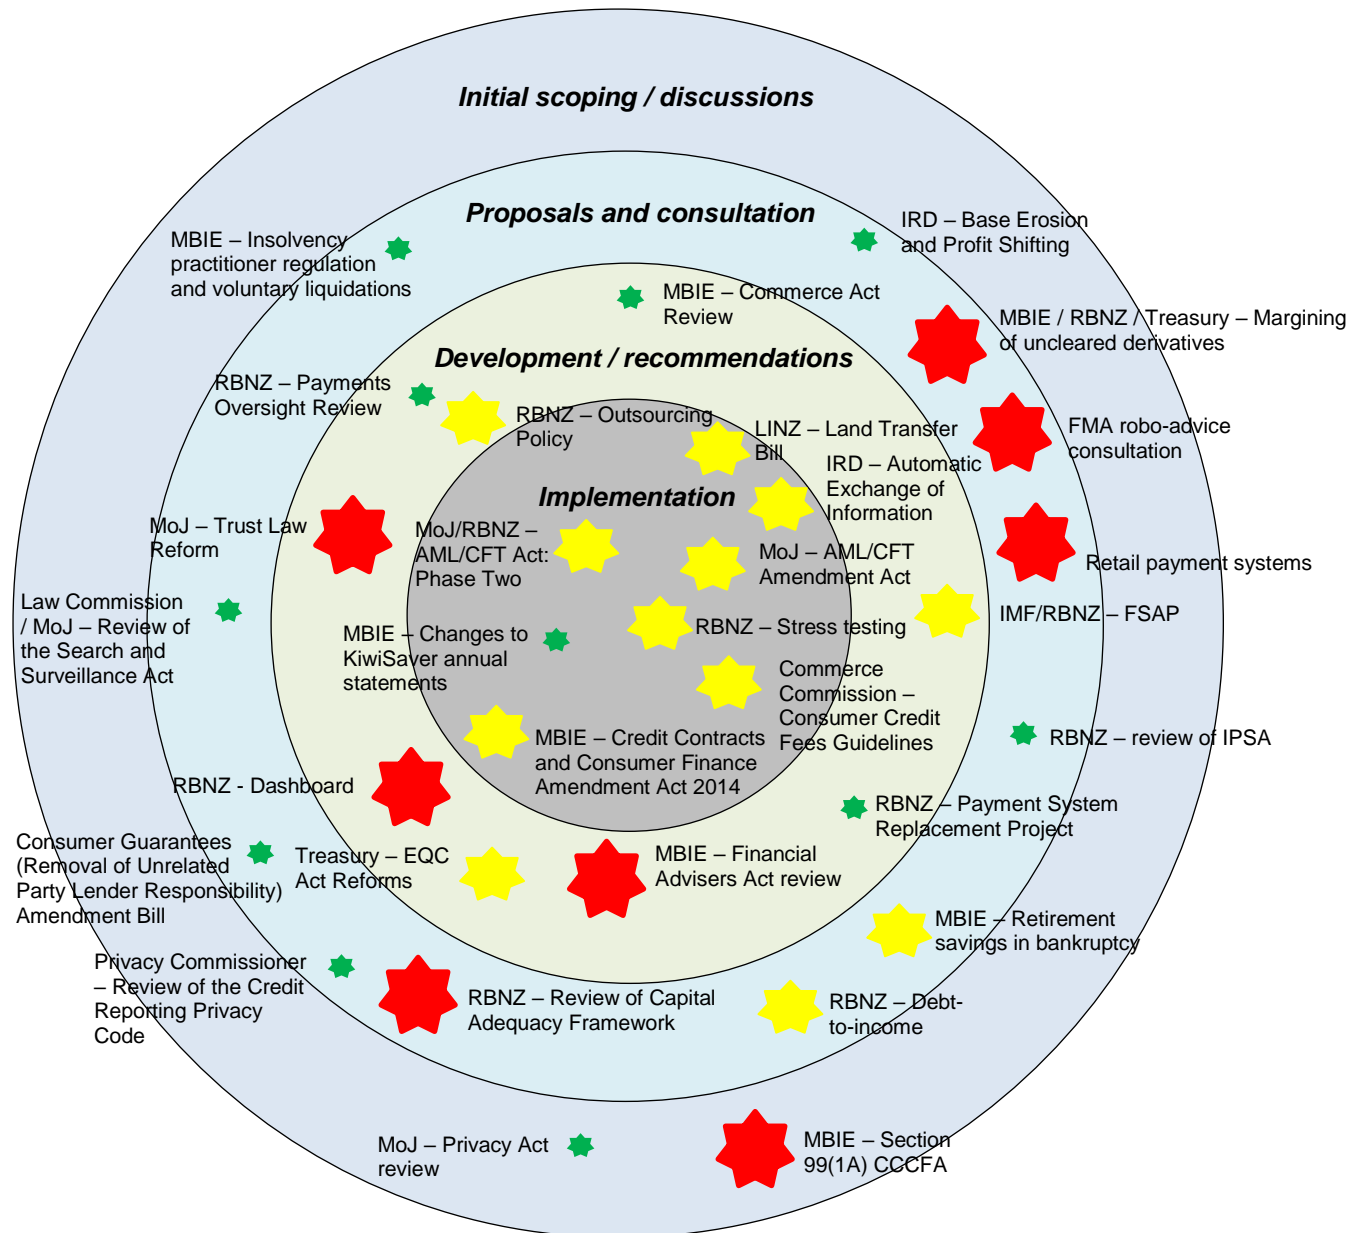 Initial scoping / discussions
Proposals and consultation
IRD – Base Erosion
and Profit Shifting
MBIE – Insolvency
practitioner regulation
and voluntary liquidations
MBIE – Commerce Act
Review
MBIE / RBNZ / Treasury – Margining
of uncleared derivatives
Development / recommendations
RBNZ – Payments
Oversight Review
RBNZ – Outsourcing
Policy
LINZ – Land Transfer
Bill
FMA robo-advice
consultation
IRD – Automatic
Exchange of
Information
Implementation
MoJ – Trust Law
Reform
MoJ/RBNZ –
AML/CFT Act:
Phase Two
MoJ – AML/CFT
Amendment Act
Retail payment systems
Law Commission
/ MoJ – Review of
the Search and
Surveillance Act
MBIE – Changes to
KiwiSaver annual
statements
RBNZ – Stress testing
IMF/RBNZ – FSAP
Commerce
Commission –
Consumer Credit
Fees Guidelines
MBIE – Credit Contracts
and Consumer Finance
Amendment Act 2014
RBNZ – review of IPSA
RBNZ - Dashboard
RBNZ – Payment System
Replacement Project
Consumer Guarantees
(Removal of Unrelated
Party Lender Responsibility)
Amendment Bill
Treasury – EQC
Act Reforms
MBIE – Financial
Advisers Act review
MBIE – Retirement
savings in bankruptcy
Privacy Commissioner
– Review of the Credit
Reporting Privacy
Code
RBNZ – Review of Capital
Adequacy Framework
RBNZ – Debt-
to-income
MoJ – Privacy Act
review
MBIE – Section
99(1A) CCCFA